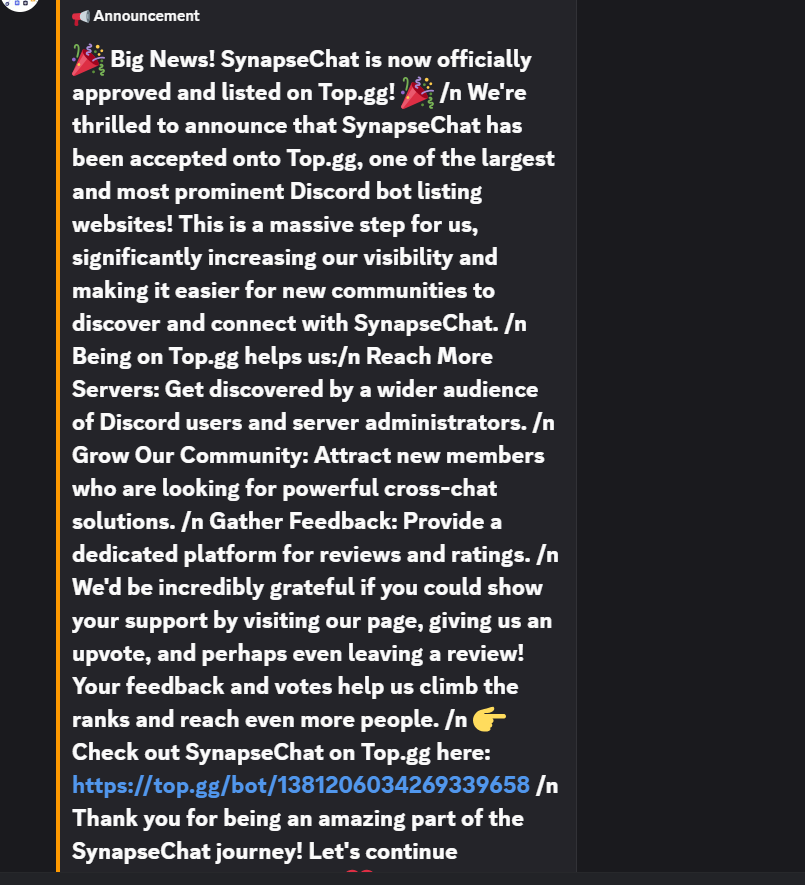 📢 Announcement
🎉 Big News! SynapseChat is now officially
approved and listed on Top.gg! 🎉 /n We're
thrilled to announce that SynapseChat has
been accepted onto Top.gg, one of the largest
and most prominent Discord bot listing
websites! This is a massive step for us,
significantly increasing our visibility and
making it easier for new communities to
discover and connect with SynapseChat. /n
Being on Top.gg helps us:/n Reach More
Servers: Get discovered by a wider audience
of Discord users and server administrators. /n
Grow Our Community: Attract new members
who are looking for powerful cross-chat
solutions. /n Gather Feedback: Provide a
dedicated platform for reviews and ratings. /n
We'd be incredibly grateful if you could show
your support by visiting our page, giving us an
upvote, and perhaps even leaving a review!
Your feedback and votes help us climb the
ranks and reach even more people. /n 👉
Check out SynapseChat on Top.gg here:
https://top.gg/bot/1381206034269339658 /n
Thank you for being an amazing part of the
SynapseChat journey! Let's continue